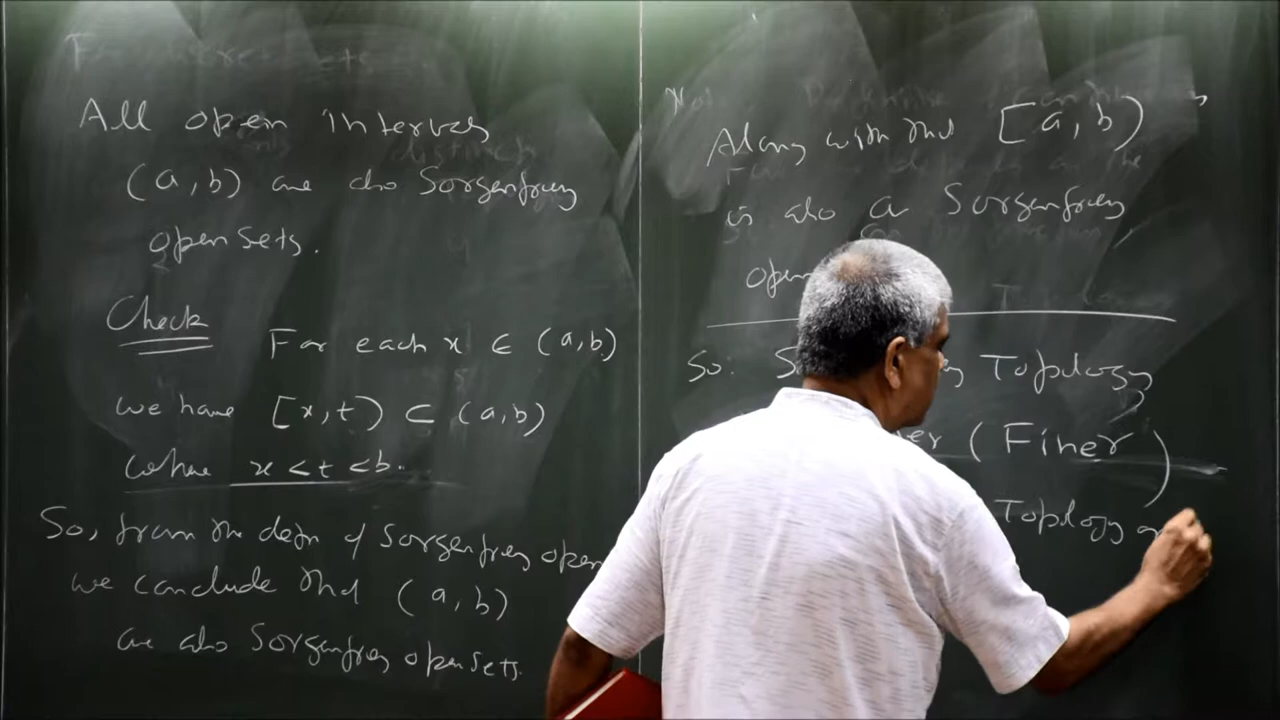 All open intervals
(a,b) are also Sorgenfrey
open sets.
Check
For each x ∈ (a,b)
we have [x,t) ⊂ (a,b)
where x<t<b.
So, from the defn of Sorgenfrey open
we conclude that (a,b)
are also Sorgenfrey open sets.
Along with that [a,b)
is also a Sorgenfrey
open
So: Topology
(Finer)
Topology